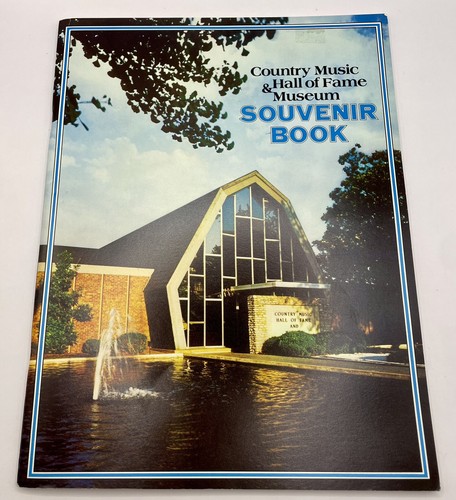 Country Music
& Hall of Fame
Museum
SOUVENIR
BOOK
COUNTRY MUSIC
HALL OF FAME
AND